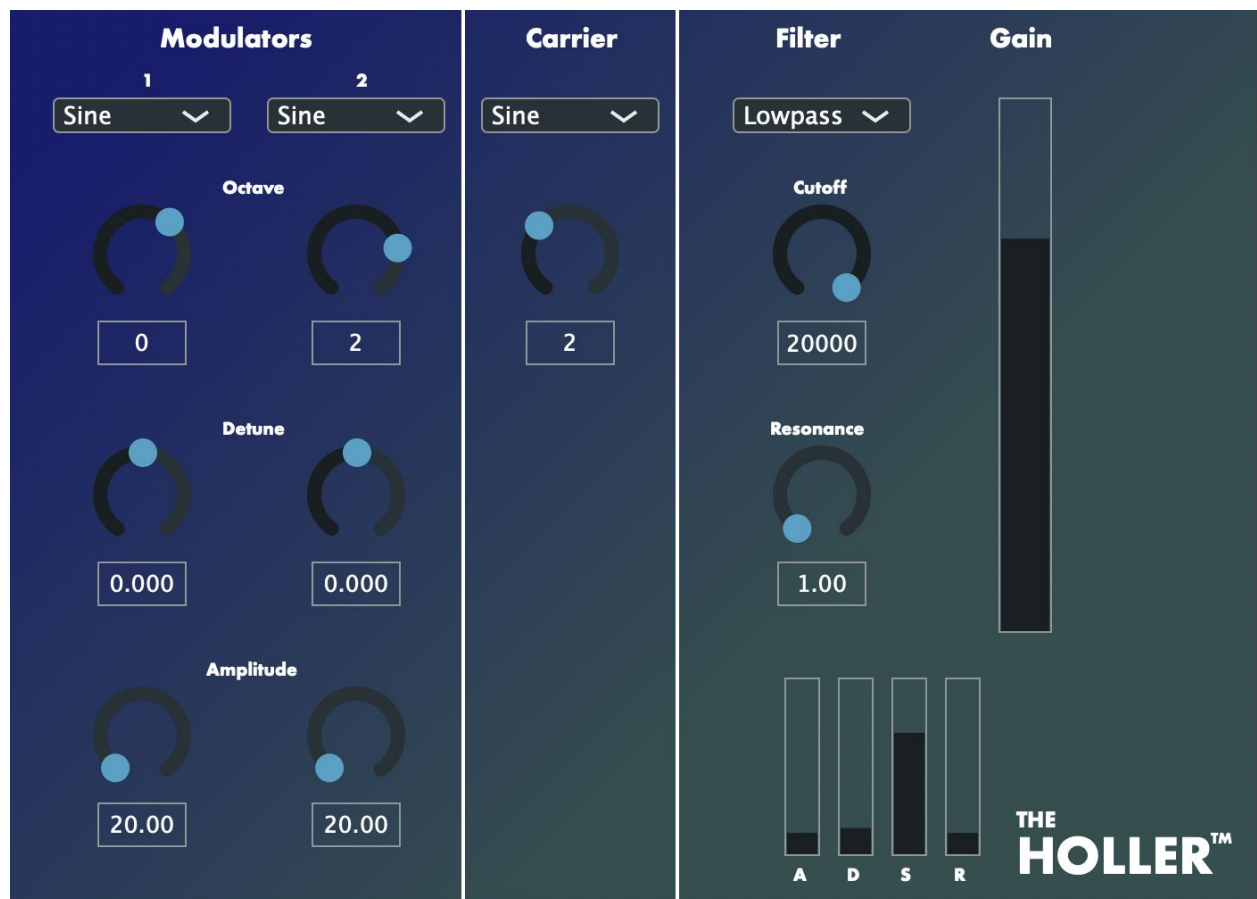 Modulators
1 2
Sine Sine
Octave
0 2
Detune
0.000 0.000
Amplitude
20.00 20.00
Carrier
Sine
2
Filter
Lowpass
Cutoff
20000
Resonance
1.00
Gain
A D S R
THE
HOLLER™